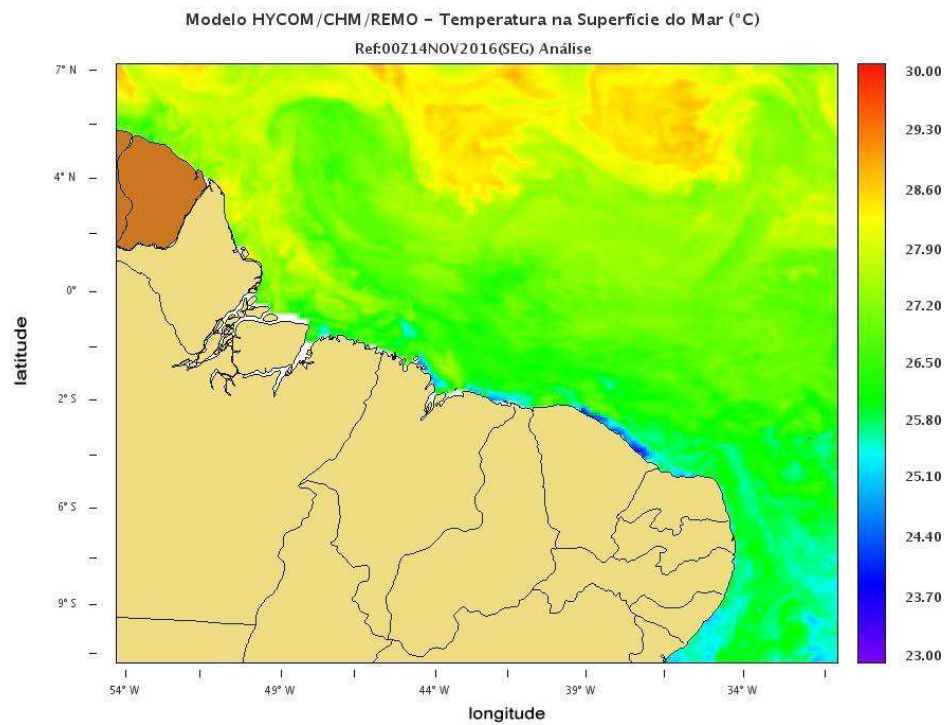 Modelo HYCOM/CHM/REMO - Temperatura na Superfície do Mar (°C)
Ref:00Z14NOV2016(SEG) Análise
7° N
4° N
0°
2° S
6° S
9° S
latitude
54° W
49° W
44° W
39° W
34° W
longitude
30.00
29.30
28.60
27.90
27.20
26.50
25.80
25.10
24.40
23.70
23.00